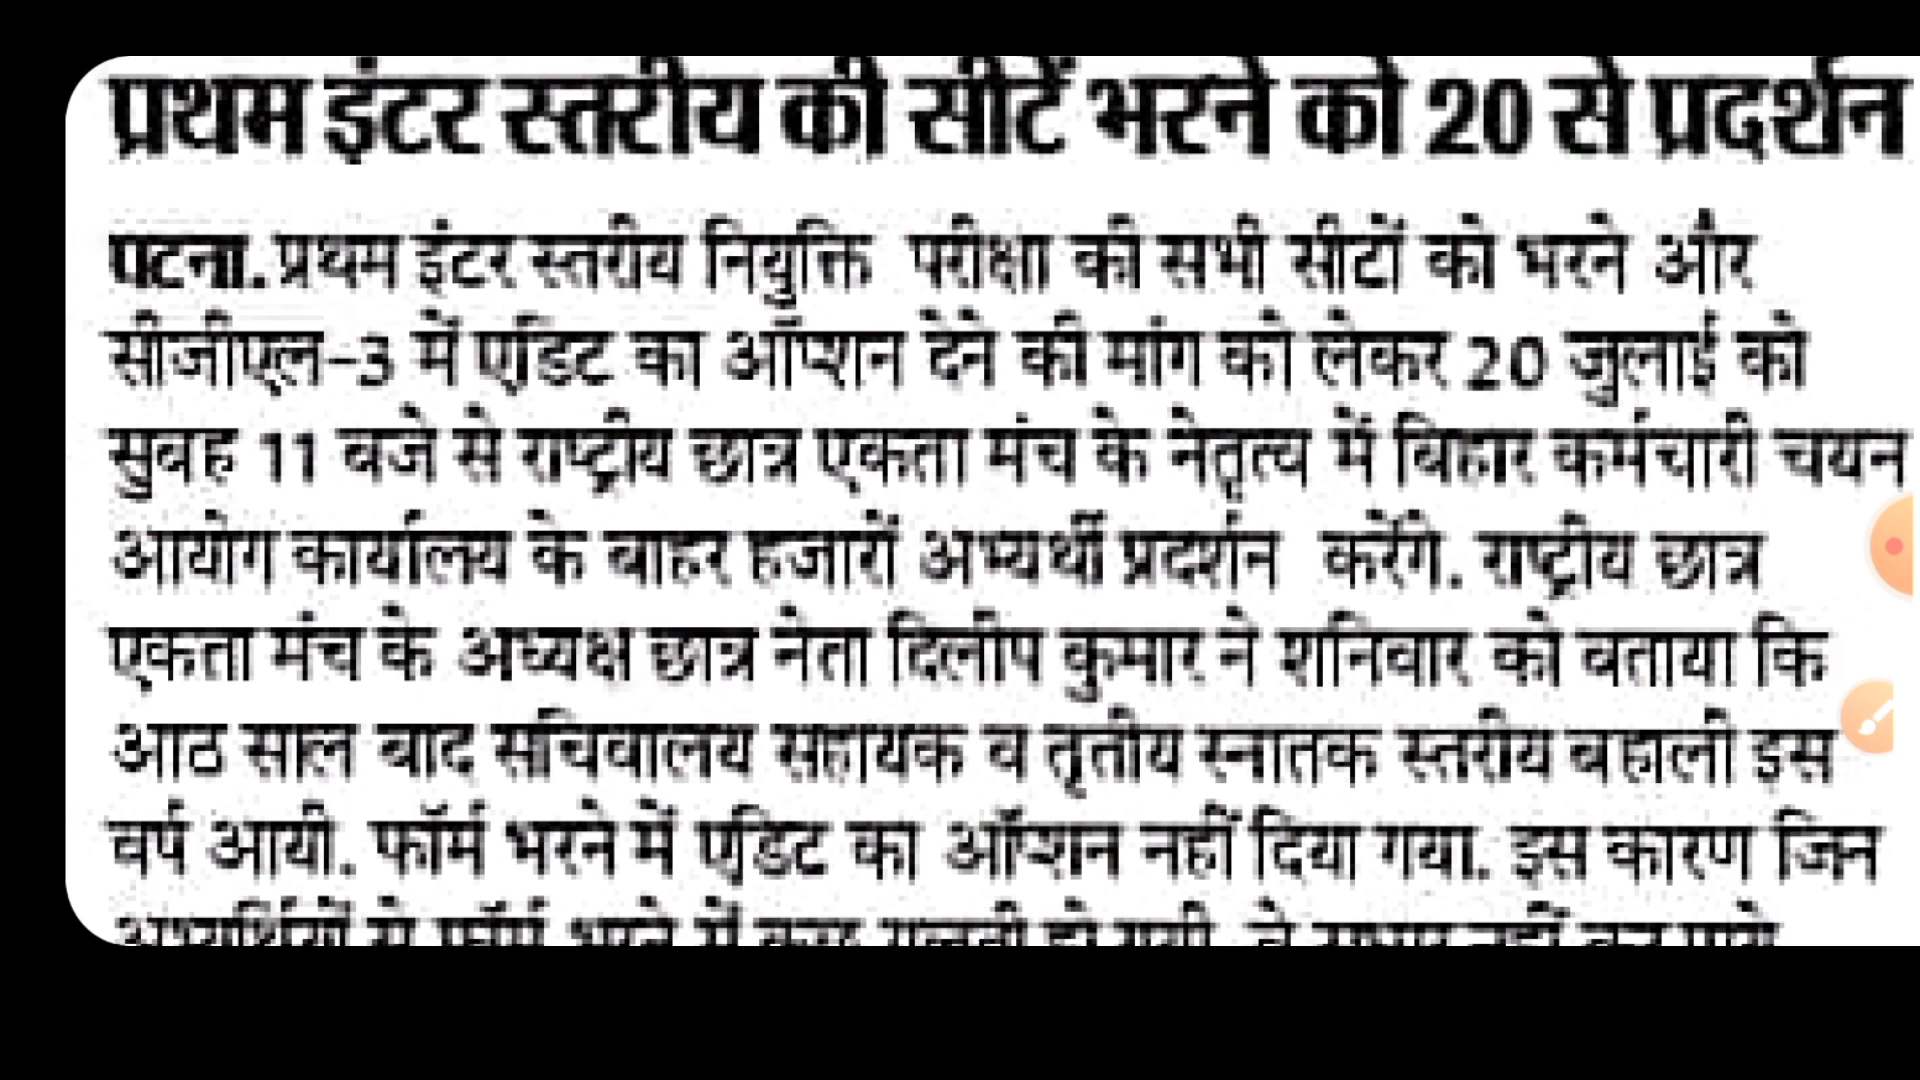 प्रथम इंटर स्तरीय की सीटें भरने को 20 से प्रदर्शन
पटना. प्रथम इंटर स्तरीय नियुक्ति परीक्षा की सभी सीटों को भरने और
सीजीएल-3 में एडिट का ऑप्शन देने की मांग को लेकर 20 जुलाई को
सुबह 11 बजे से राष्ट्रीय छात्र एकता मंच के नेतृत्व में बिहार कर्मचारी चयन
आयोग कार्यालय के बाहर हजारों अभ्यर्थी प्रदर्शन करेंगे. राष्ट्रीय छात्र
एकता मंच के अध्यक्ष छात्र नेता दिलीप कुमार ने शनिवार को बताया कि
आठ साल बाद सचिवालय सहायक व तृतीय स्नातक स्तरीय बहाली इस
वर्ष आयी. फॉर्म भरने में एडिट का ऑप्शन नहीं दिया गया. इस कारण जिन